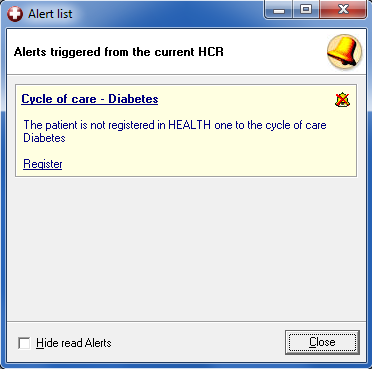 Alert list
Alerts triggered from the current HCR
Cycle of care - Diabetes
The patient is not registered in HEALTH one to the cycle of care
Diabetes
Register
Hide read Alerts
Close